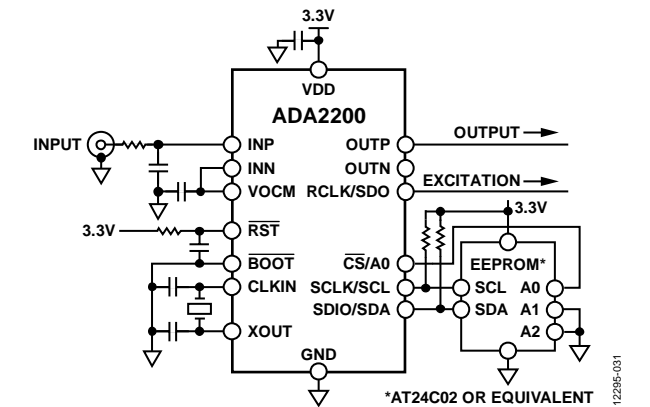 3.3V
VDD
ADA2200
INPUT
INP
OUTP
OUTPUT
INN
OUTN
VOCM
RCLK/SDO
EXCITATION
3.3V
3.3V
RST
BOOT
CS/A0
EEPROM*
CLKIN
SCLK/SCL
SCL
A0
SDIO/SDA
SDA
A1
XOUT
A2
GND
*AT24C02 OR EQUIVALENT
12295-031